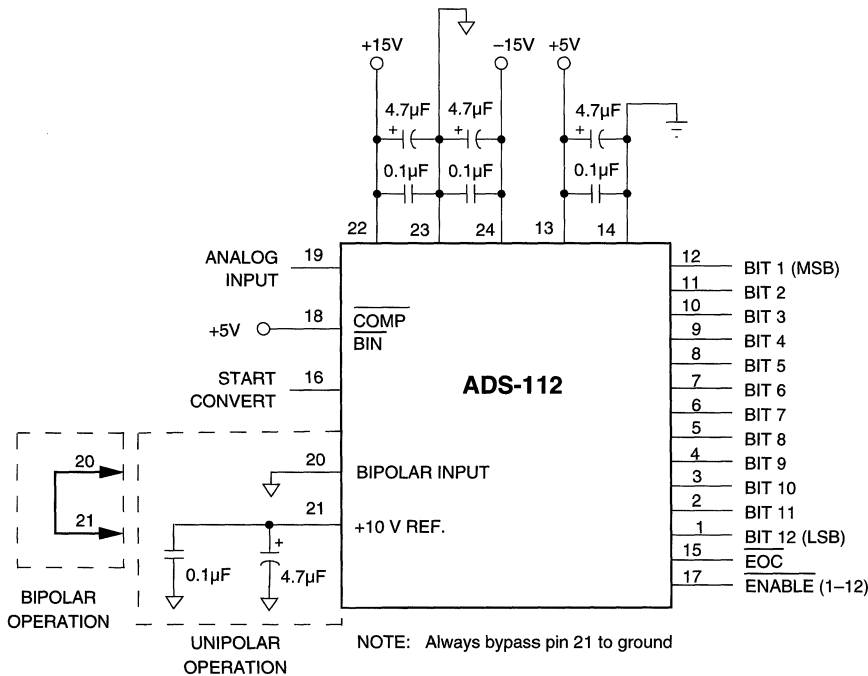 +15V
–15V
+5V
4.7µF
4.7µF
4.7µF
+
+
+
0.1µF
0.1µF
0.1µF
22
23
24
13
14
ANALOG
INPUT
19
+5V
18
COMP
BIN
START
CONVERT
16
ADS-112
20
BIPOLAR INPUT
21
+10 V REF.
+
0.1µF
4.7µF
20
21
BIPOLAR
OPERATION
UNIPOLAR
OPERATION
12
BIT 1 (MSB)
11
BIT 2
10
BIT 3
9
BIT 4
8
BIT 5
7
BIT 6
6
BIT 7
5
BIT 8
4
BIT 9
3
BIT 10
2
BIT 11
1
BIT 12 (LSB)
15
EOC
17
ENABLE (1–12)
NOTE: Always bypass pin 21 to ground